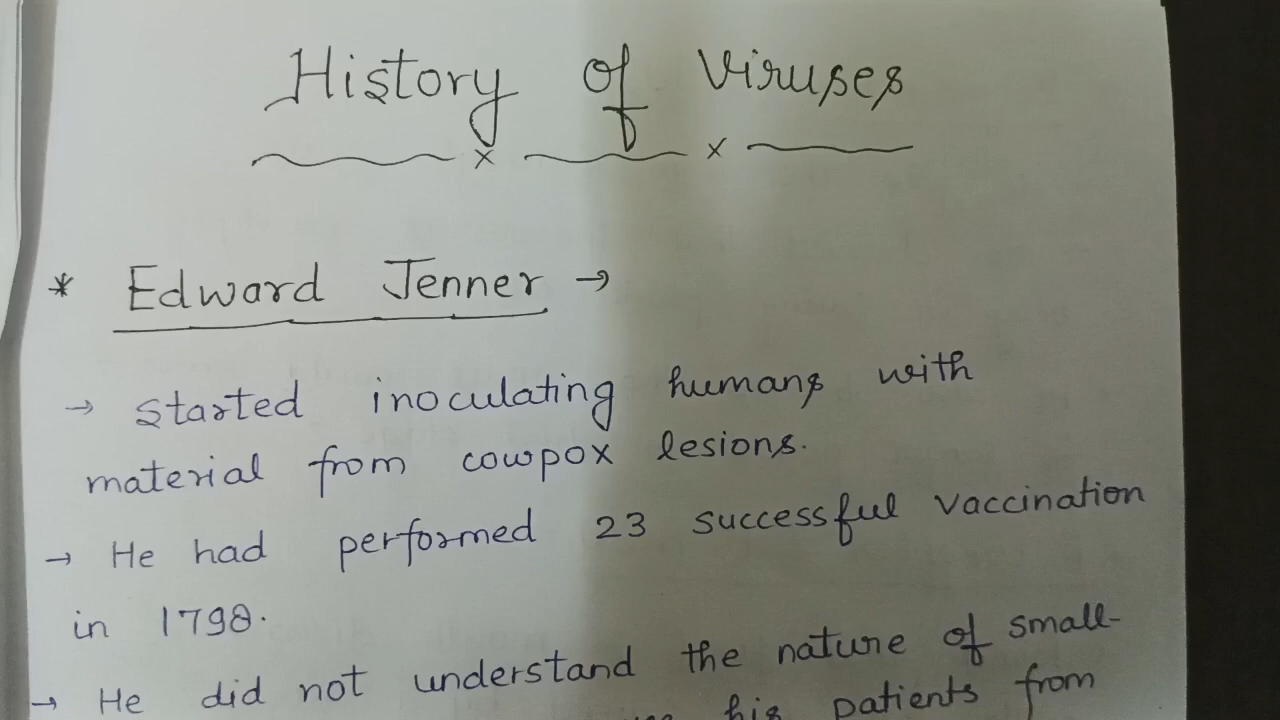 History of Viruses
* Edward Jenner →
→ started inoculating humans with
material from cowpox lesions.
→ He had performed 23 successful vaccination
in 1798.
→ He did not understand the nature of small-
his patients from